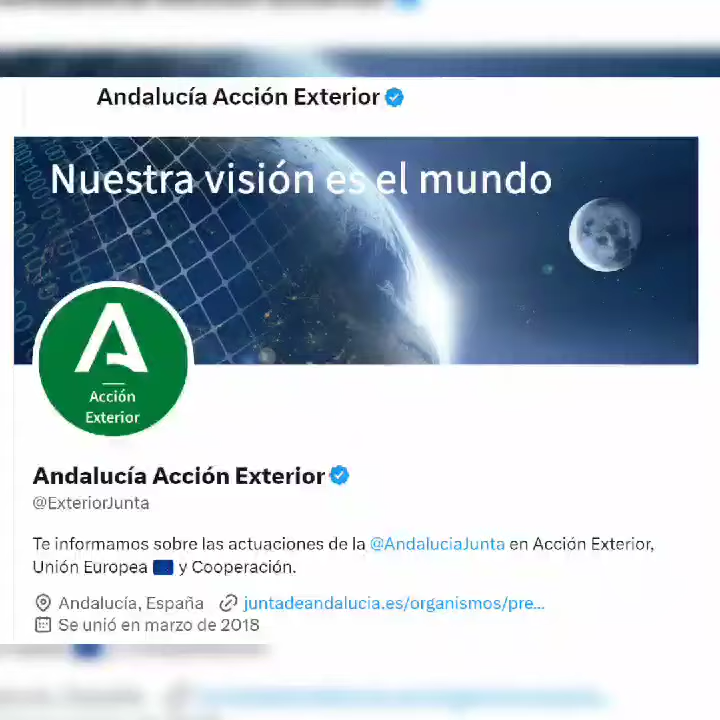 Andalucía Acción Exterior
Nuestra visión es el mundo
Acción
Exterior
Andalucía Acción Exterior
@ExteriorJunta
Te informamos sobre las actuaciones de la @AndaluciaJunta en Acción Exterior,
Unión Europea 🇪🇺 y Cooperación.
Andalucía, España juntadeandalucia.es/organismos/pre...
Se unió en marzo de 2018